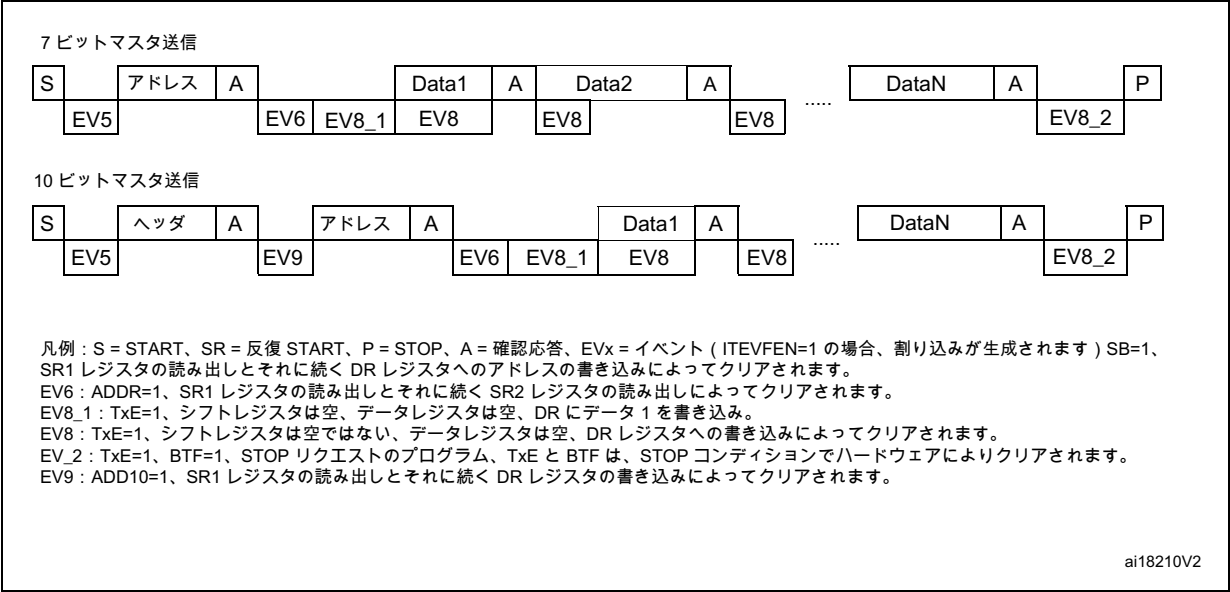 7 ビットマスタ送信
S アドレス A Data1 A Data2 A ..... DataN A P
EV5 EV6 EV8_1 EV8 EV8 EV8 EV8_2
10 ビットマスタ送信
S ヘッダ A アドレス A Data1 A ..... DataN A P
EV5 EV9 EV6 EV8_1 EV8 EV8 EV8_2
凡例：S = START、SR = 反復 START、P = STOP、A = 確認応答、EVx = イベント ( ITEVFEN=1 の場合、割り込みが生成されます ) SB=1、
SR1 レジスタの読み出しとそれに続く DR レジスタへのアドレスの書き込みによってクリアされます。
EV6：ADDR=1、SR1 レジスタの読み出しとそれに続く SR2 レジスタの読み出しによってクリアされます。
EV8_1：TxE=1、シフトレジスタは空、データレジスタは空、DR にデータ 1 を書き込み。
EV8：TxE=1、シフトレジスタは空ではない、データレジスタは空、DR レジスタへの書き込みによってクリアされます。
EV_2：TxE=1、BTF=1、STOP リクエストのプログラム、TxE と BTF は、STOP コンディションでハードウェアによりクリアされます。
EV9：ADD10=1、SR1 レジスタの読み出しとそれに続く DR レジスタの書き込みによってクリアされます。
ai18210V2